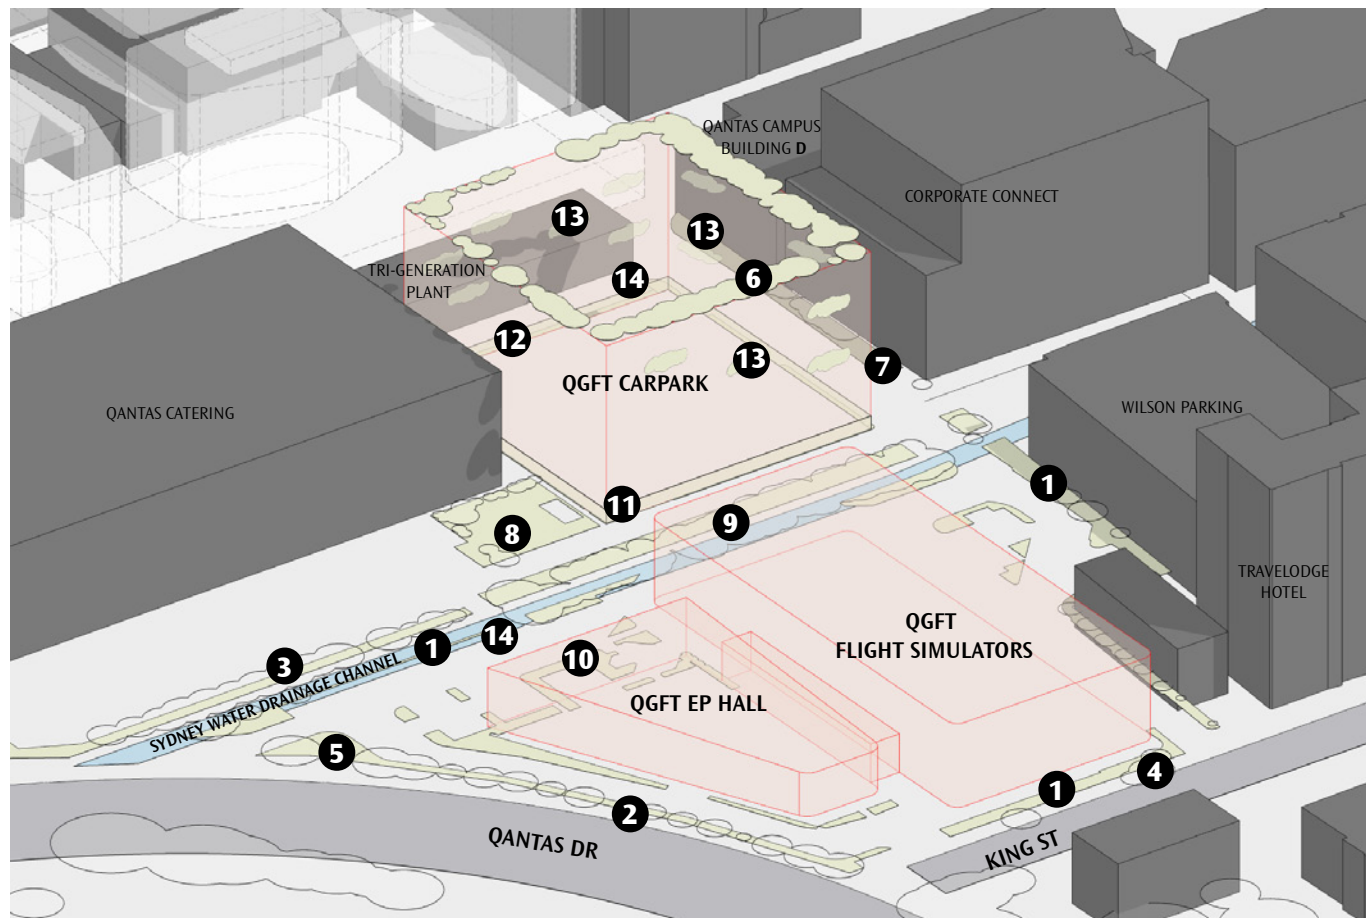 QANTAS CAMPUS
BUILDING D
CORPORATE CONNECT
13
13
TRI-GENERATION
PLANT
14
6
12
13
7
QGFT CARPARK
QANTAS CATERING
WILSON PARKING
1
11
9
8
TRAVELODGE
HOTEL
QGFT
FLIGHT SIMULATORS
14
1
3
10
SYDNEY WATER DRAINAGE CHANNEL
QGFT EP HALL
5
4
1
2
QANTAS DR
KING ST